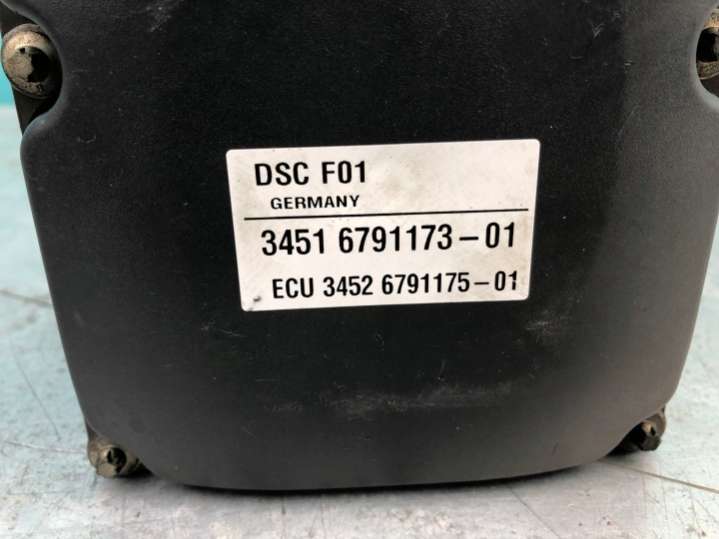 DSC F01
GERMANY
3451 6791173-01
ECU 3452 6791175-01